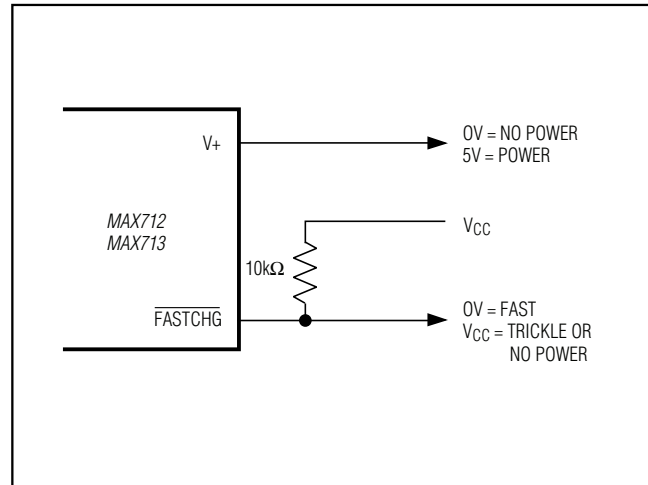 V+
0V = NO POWER
5V = POWER
MAX712
MAX713
VCC
10kΩ
FASTCHG
0V = FAST
VCC = TRICKLE OR
NO POWER